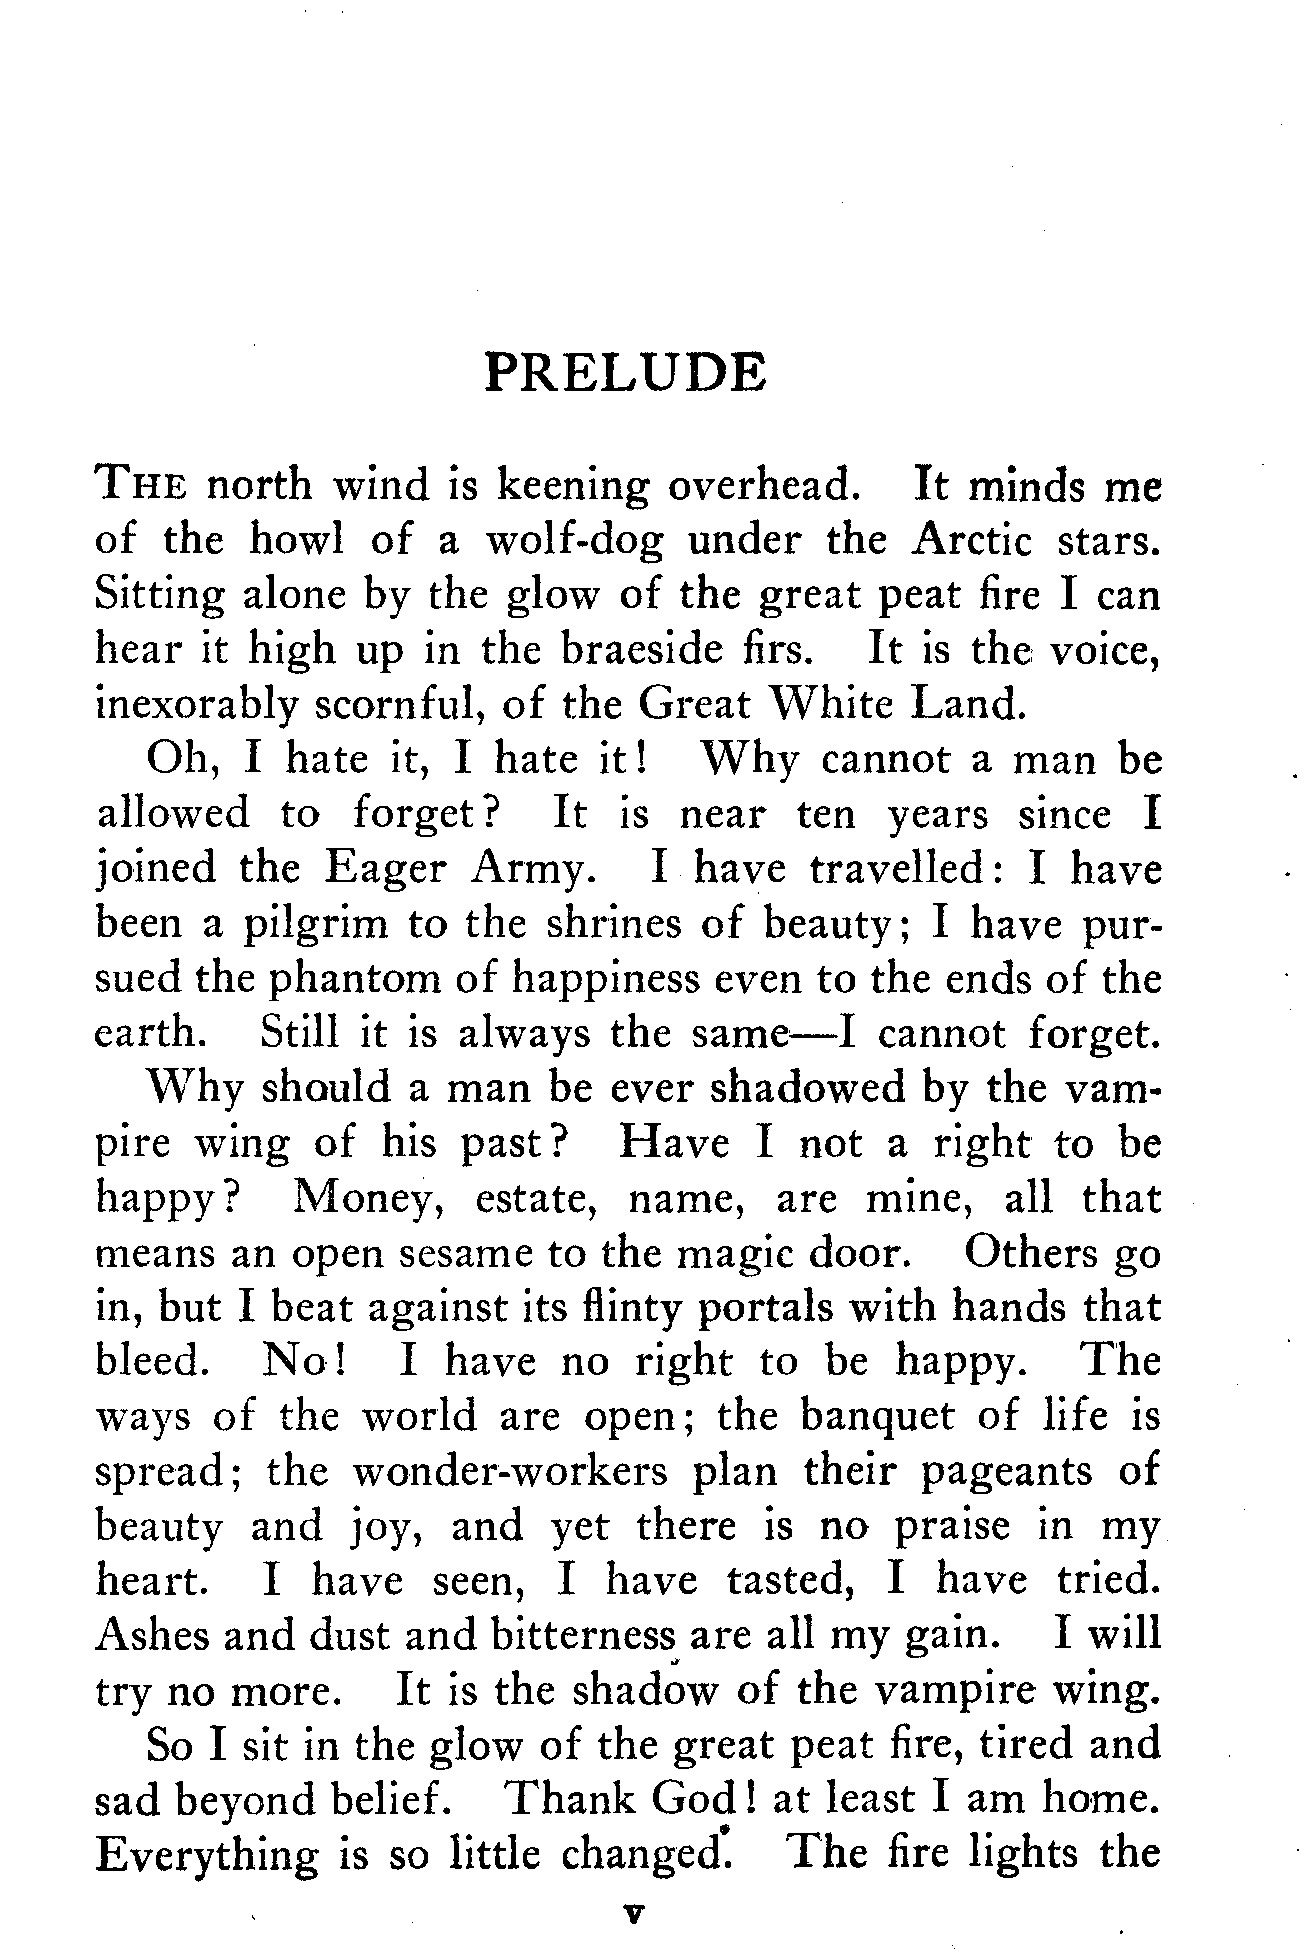 PRELUDE
THE north wind is keening overhead. It minds me
of the howl of a wolf-dog under the Arctic stars.
Sitting alone by the glow of the great peat fire I can
hear it high up in the braeside firs. It is the voice,
inexorably scornful, of the Great White Land.
Oh, I hate it, I hate it! Why cannot a man be
allowed to forget? It is near ten years since I
joined the Eager Army. I have travelled: I have
been a pilgrim to the shrines of beauty; I have pur-
sued the phantom of happiness even to the ends of the
earth. Still it is always the same—I cannot forget.
Why should a man be ever shadowed by the vam-
pire wing of his past? Have I not a right to be
happy? Money, estate, name, are mine, all that
means an open sesame to the magic door. Others go
in, but I beat against its flinty portals with hands that
bleed. No! I have no right to be happy. The
ways of the world are open; the banquet of life is
spread; the wonder-workers plan their pageants of
beauty and joy, and yet there is no praise in my
heart. I have seen, I have tasted, I have tried.
Ashes and dust and bitterness are all my gain. I will
try no more. It is the shadow of the vampire wing.
So I sit in the glow of the great peat fire, tired and
sad beyond belief. Thank God! at least I am home.
Everything is so little changed. The fire lights the
v